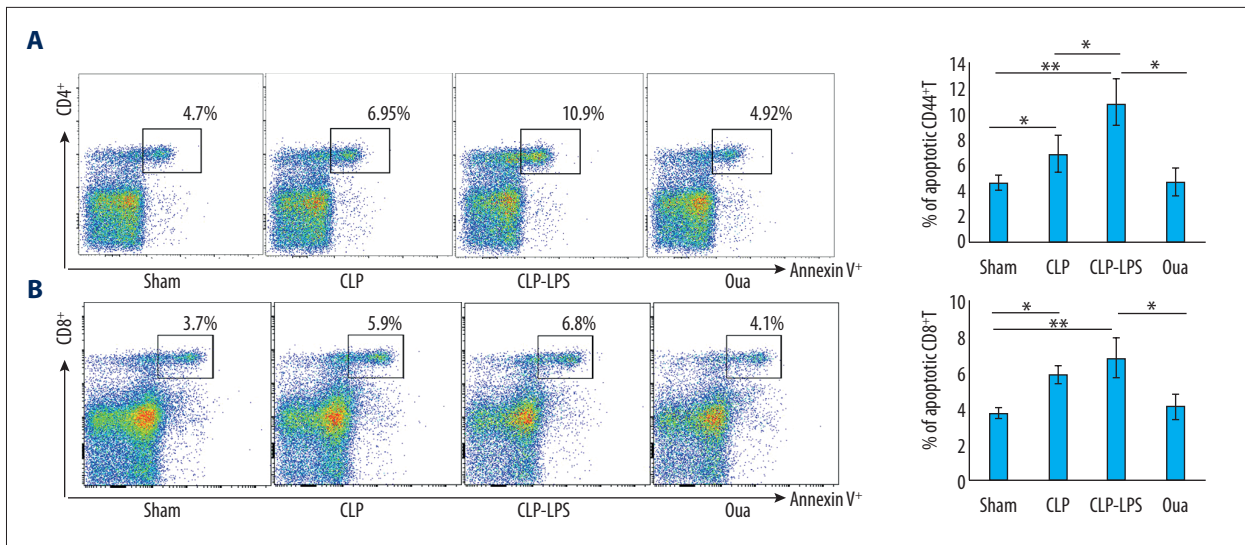 A
CD4⁺
4.7%
6.95%
10.9%
4.92%
Sham
CLP
CLP-LPS
Oua
Annexin V⁺
% of apoptotic CD44⁺T
14
12
10
8
6
4
2
0
*
**
*
*
Sham
CLP
CLP-LPS
Oua
B
CD8⁺
3.7%
5.9%
6.8%
4.1%
Sham
CLP
CLP-LPS
Oua
Annexin V⁺
% of apoptotic CD8⁺T
10
8
6
4
2
0
*
**
*
Sham
CLP
CLP-LPS
Oua